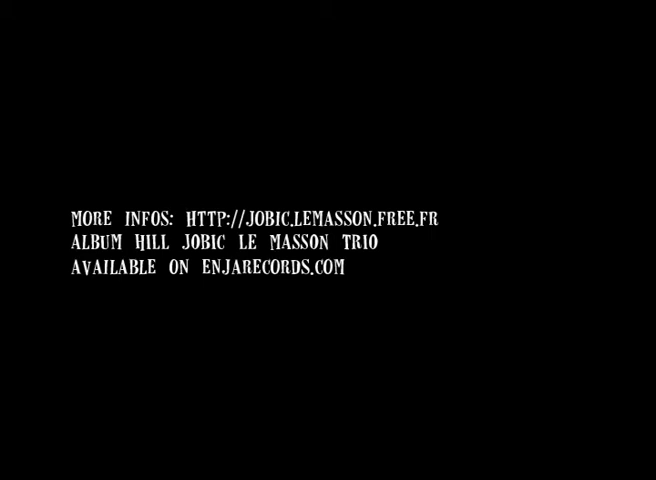 MORE INFOS: HTTP://JOBIC.LEMASSON.FREE.FR
ALBUM HILL JOBIC LE MASSON TRIO
AVAILABLE ON ENJARECORDS.COM